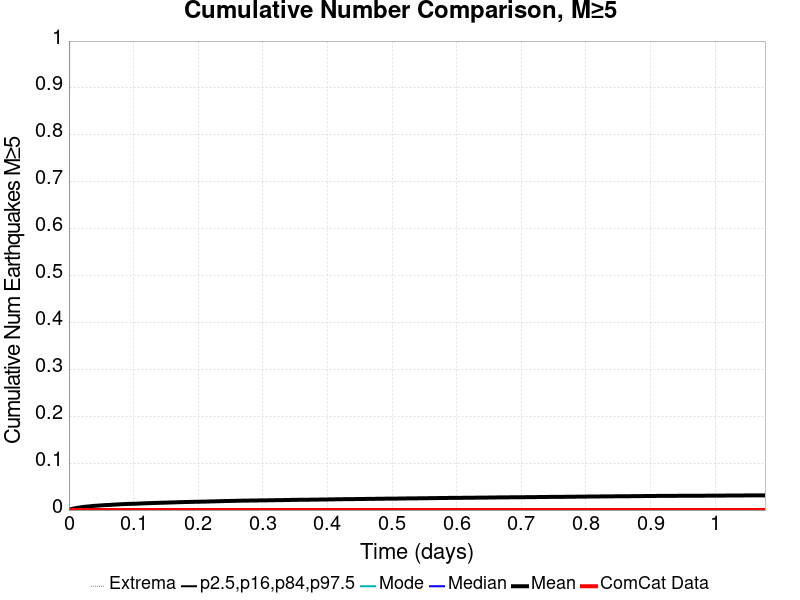 Cumulative Number Comparison, M≥5
Cumulative Num Earthquakes M≥5
1
0.9
0.8
0.7
0.6
0.5
0.4
0.3
0.2
0.1
0
0 0.1 0.2 0.3 0.4 0.5 0.6 0.7 0.8 0.9 1
Time (days)
Extrema p2.5,p16,p84,p97.5 Mode Median Mean ComCat Data